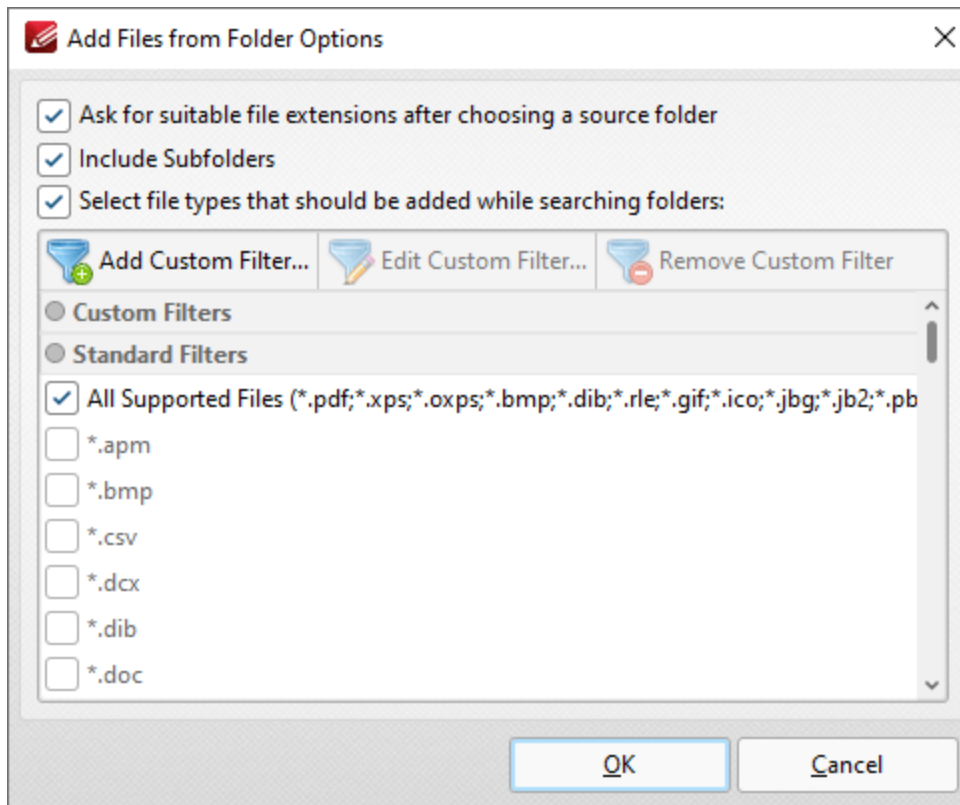 Add Files from Folder Options
Ask for suitable file extensions after choosing a source folder
Include Subfolders
Select file types that should be added while searching folders:
Add Custom Filter... Edit Custom Filter... Remove Custom Filter
Custom Filters
Standard Filters
All Supported Files (*.pdf;*.xps;*.oxps;*.bmp;*.dib;*.rle;*.gif;*.ico;*.jbg;*.jb2;*.pb
*.apm
*.bmp
*.csv
*.dcx
*.dib
*.doc
OK Cancel